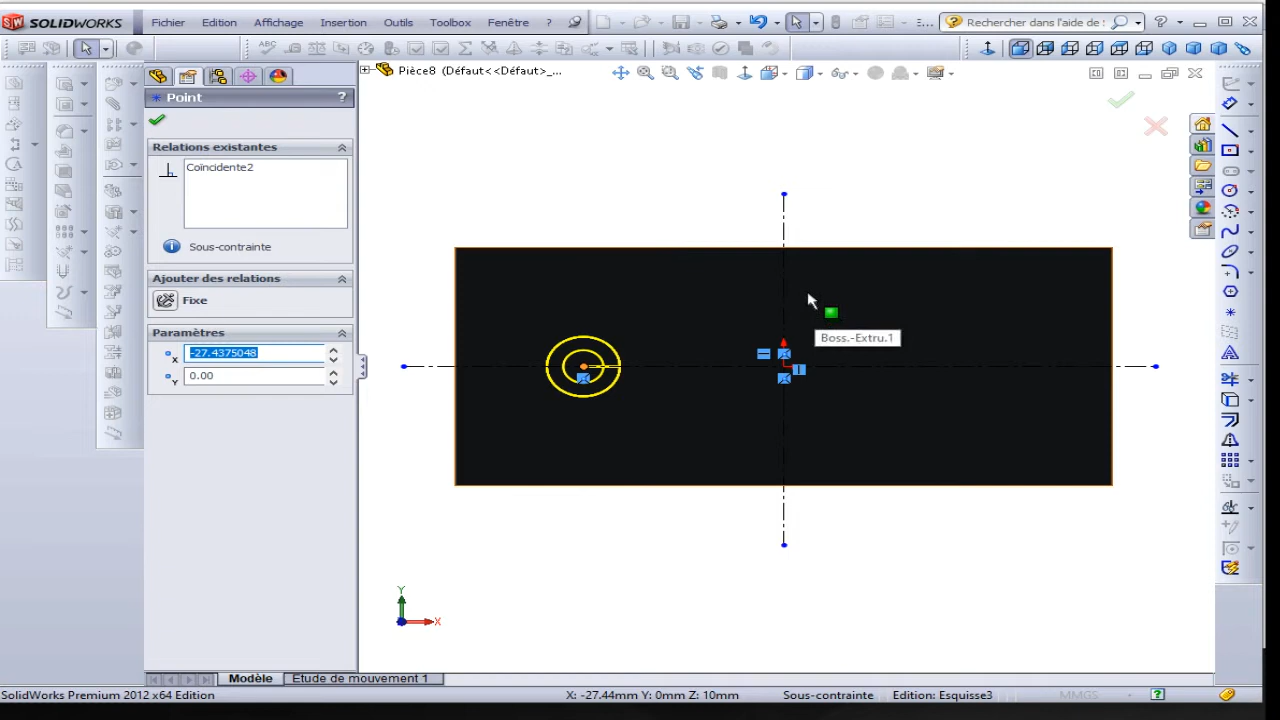 SOLIDWORKS Fichier Edition Affichage Insertion Outils Toolbox Fenêtre ? Rechercher dans l'aide de : ?
Pièce8 (Défaut<<Défaut>_...
Point ?
Relations existantes
Coïncidente2
Sous-contrainte
Ajouter des relations
Fixe
Paramètres
X -27.4375048
Y 0.00
Boss.-Extru.1
Y
X
Modèle Etude de mouvement 1
SolidWorks Premium 2012 x64 Edition X: -27.44mm Y: 0mm Z: 10mm Sous-contrainte Edition: Esquisse3 MMGS - ?